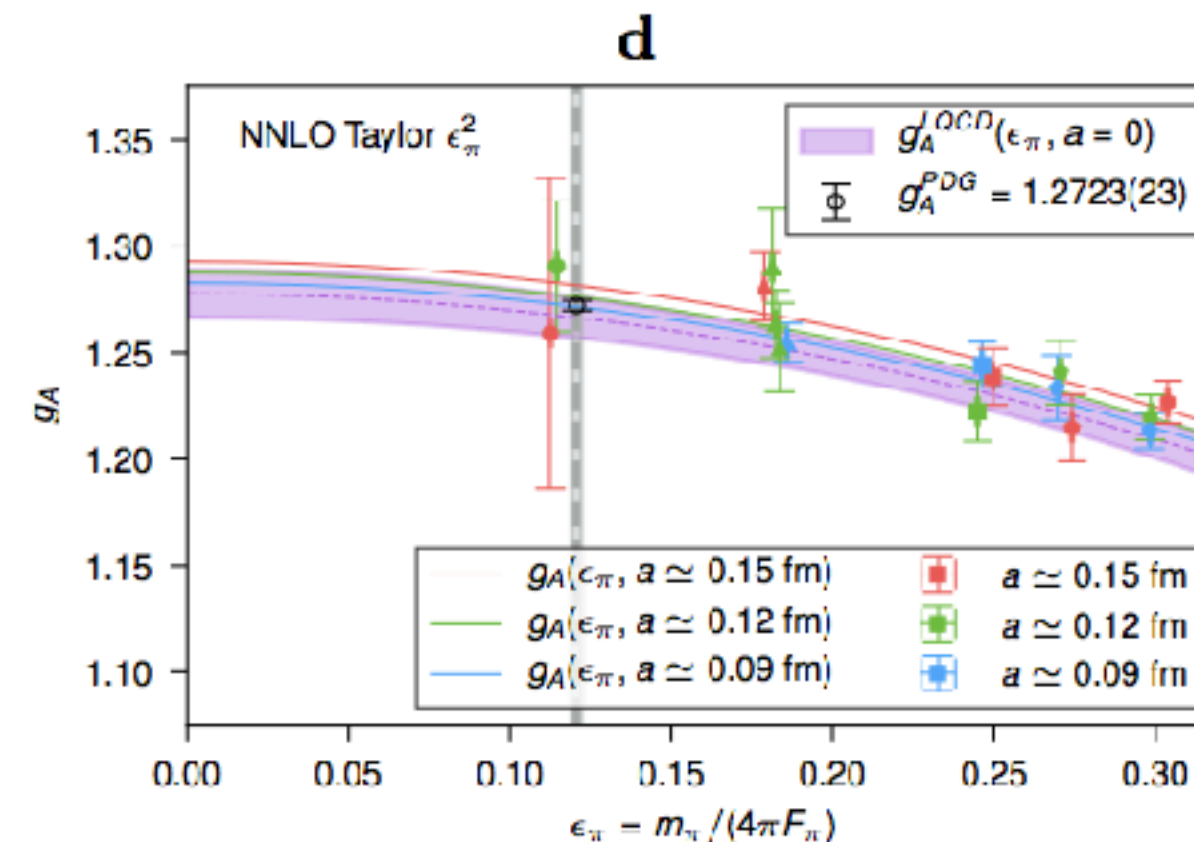 d
NNLO Taylor ϵ²π
g_A^{LQCD}(ϵπ, a = 0)
g_A^{PDG} = 1.2723(23)
1.35
1.30
1.25
1.20
1.15
1.10
gA
gA(ϵπ, a ≃ 0.15 fm)
a ≃ 0.15 fm
gA(ϵπ, a ≃ 0.12 fm)
a ≃ 0.12 fm
gA(ϵπ, a ≃ 0.09 fm)
a ≃ 0.09 fm
0.00 0.05 0.10 0.15 0.20 0.25 0.30
ϵπ = mπ/(4πFπ)